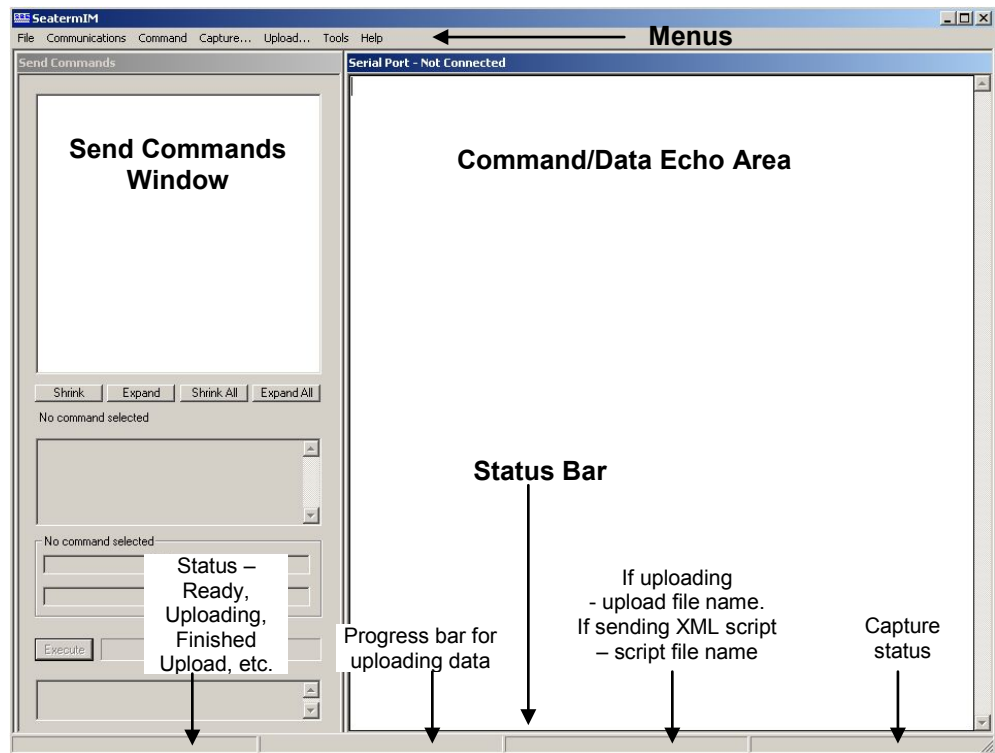 SeatermIM
File Communications Command Capture... Upload... Tools Help
Menus
Send Commands
Serial Port - Not Connected
Send Commands
Window
Command/Data Echo Area
Shrink Expand Shrink All Expand All
No command selected
Status Bar
No command selected
Status –
Ready,
Uploading,
Finished
Upload, etc.
Execute
Progress bar for
uploading data
If uploading
- upload file name.
If sending XML script
– script file name
Capture
status